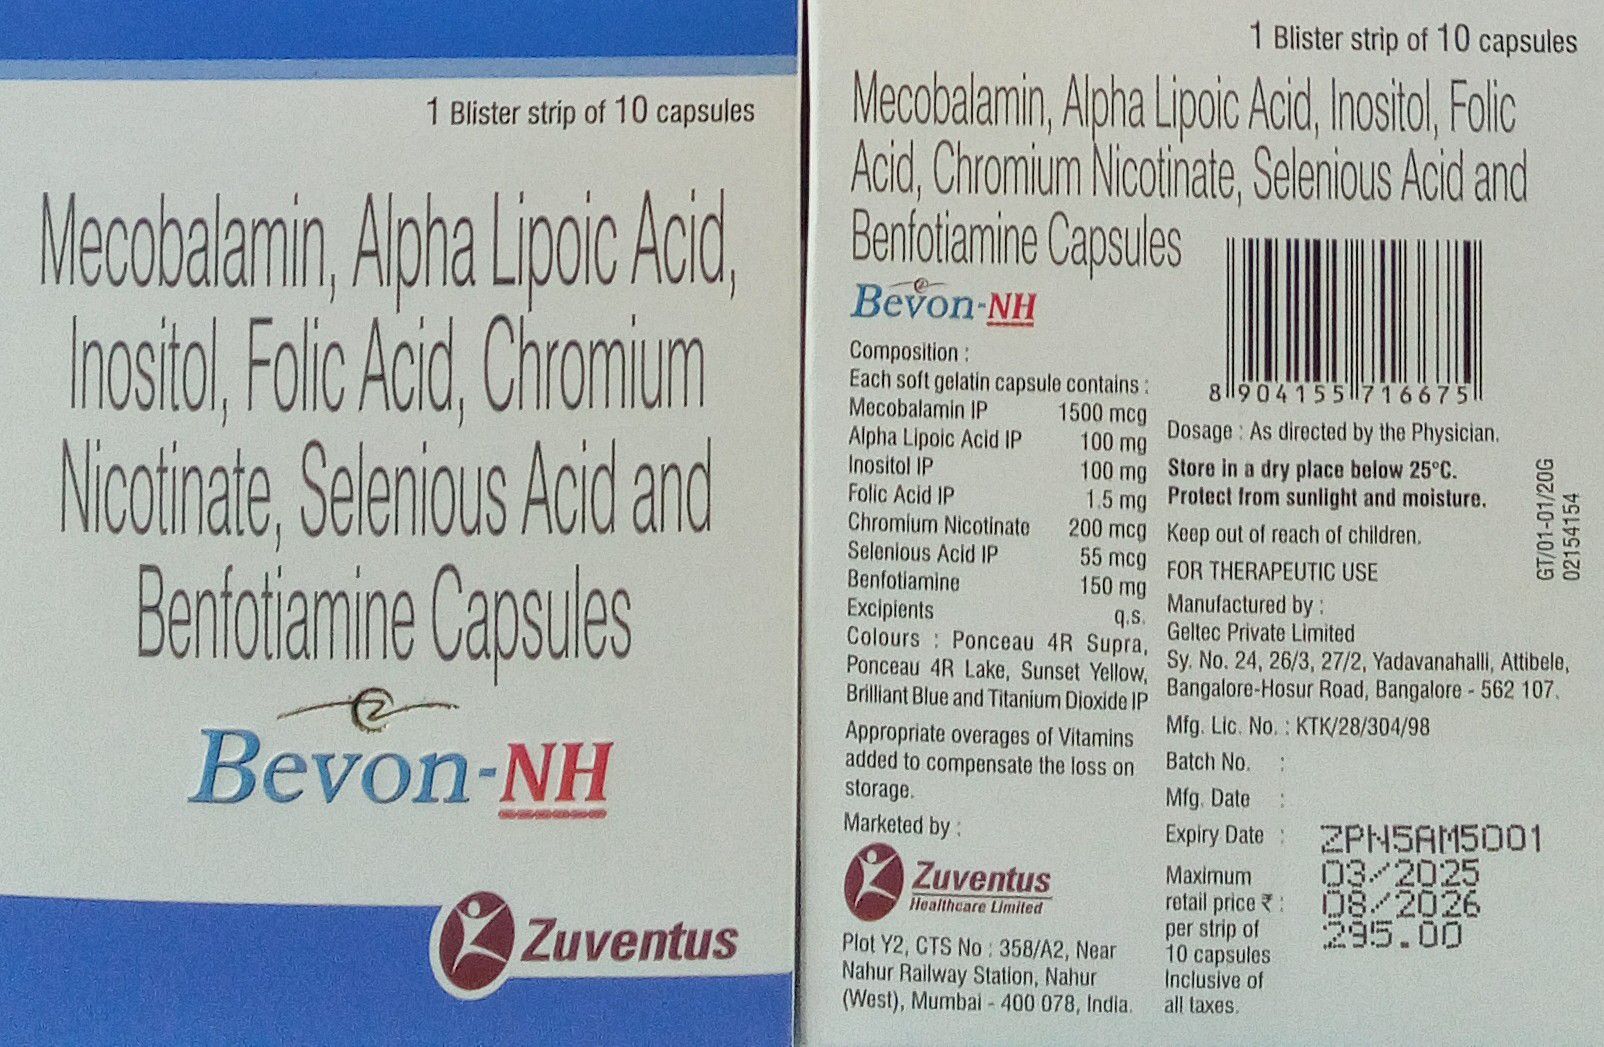 1 Blister strip of 10 capsules
Mecobalamin, Alpha Lipoic Acid,
Inositol, Folic Acid, Chromium
Nicotinate, Selenious Acid and
Benfotiamine Capsules
Bevon-NH
Zuventus
1 Blister strip of 10 capsules
Mecobalamin, Alpha Lipoic Acid, Inositol, Folic
Acid, Chromium Nicotinate, Selenious Acid and
Benfotiamine Capsules
Bevon-NH
8 904155 716675
Composition :
Each soft gelatin capsule contains :
Mecobalamin IP 1500 mcg
Alpha Lipoic Acid IP 100 mg
Inositol IP 100 mg
Folic Acid IP 1.5 mg
Chromium Nicotinate 200 mcg
Selenious Acid IP 55 mcg
Benfotiamine 150 mg
Excipients q.s.
Colours : Ponceau 4R Supra,
Ponceau 4R Lake, Sunset Yellow,
Brilliant Blue and Titanium Dioxide IP
Appropriate overages of Vitamins
added to compensate the loss on
storage.
Marketed by :
Zuventus
Healthcare Limited
Plot Y2, CTS No : 358/A2, Near
Nahur Railway Station, Nahur
(West), Mumbai - 400 078, India.
Dosage : As directed by the Physician.
Store in a dry place below 25°C.
Protect from sunlight and moisture.
Keep out of reach of children.
FOR THERAPEUTIC USE
Manufactured by :
Geltec Private Limited
Sy. No. 24, 26/3, 27/2, Yadavanahalli, Attibele,
Bangalore-Hosur Road, Bangalore - 562 107.
Mfg. Lic. No. : KTK/28/304/98
Batch No. :
Mfg. Date :
Expiry Date :
Maximum
retail price ₹ :
per strip of
10 capsules
Inclusive of
all taxes.
ZPN5AM5001
03/2025
08/2026
295.00
GT/01-01/20G
02154154